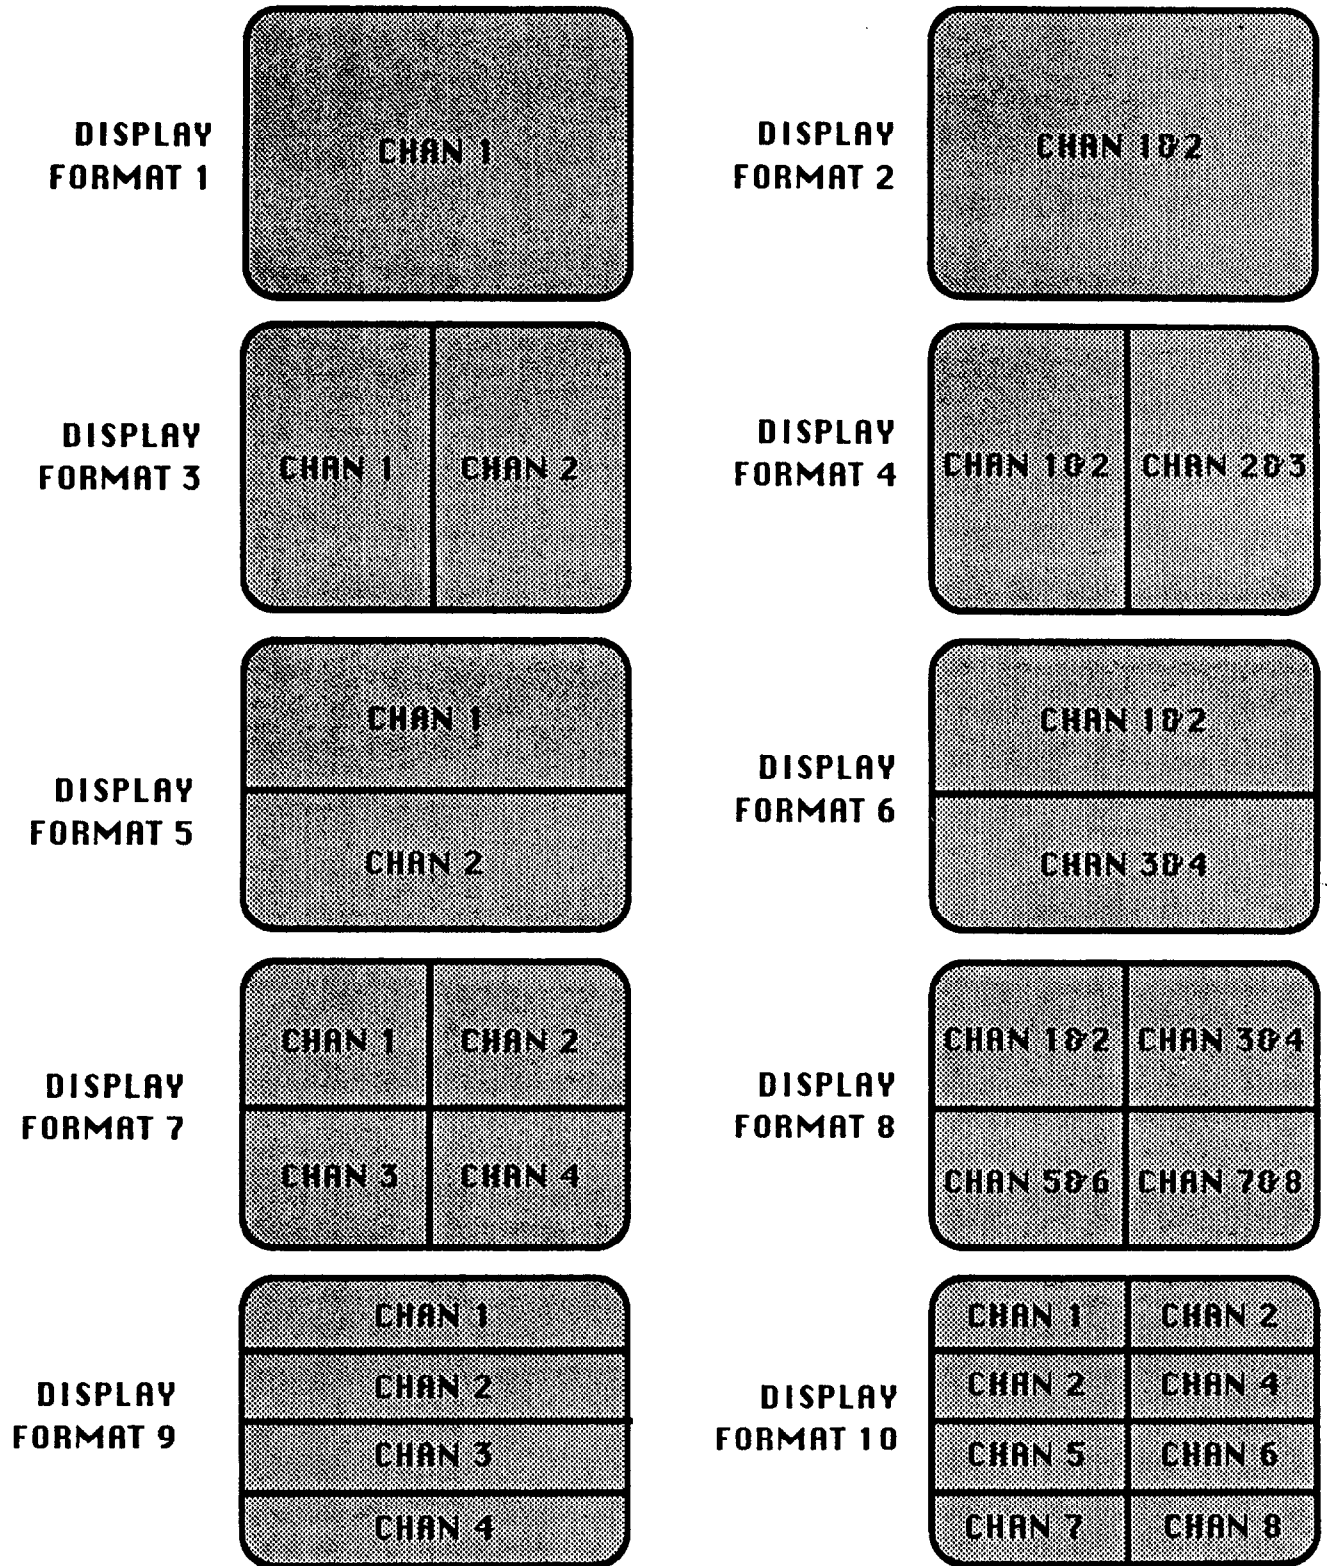 DISPLAY
FORMAT 1
CHAN 1
DISPLAY
FORMAT 2
CHAN 1&2
DISPLAY
FORMAT 3
CHAN 1
CHAN 2
DISPLAY
FORMAT 4
CHAN 1&2
CHAN 2&3
DISPLAY
FORMAT 5
CHAN 1
CHAN 2
DISPLAY
FORMAT 6
CHAN 1&2
CHAN 3&4
DISPLAY
FORMAT 7
CHAN 1
CHAN 2
CHAN 3
CHAN 4
DISPLAY
FORMAT 8
CHAN 1&2
CHAN 3&4
CHAN 5&6
CHAN 7&8
DISPLAY
FORMAT 9
CHAN 1
CHAN 2
CHAN 3
CHAN 4
DISPLAY
FORMAT 10
CHAN 1
CHAN 2
CHAN 2
CHAN 4
CHAN 5
CHAN 6
CHAN 7
CHAN 8